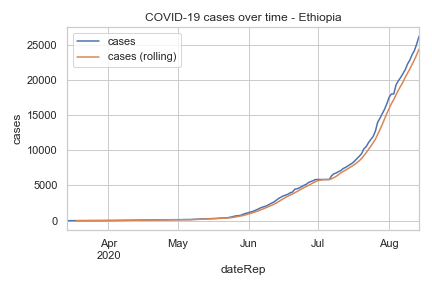 COVID-19 cases over time - Ethiopia
cases
cases (rolling)
25000
20000
15000
10000
5000
0
cases
Apr
2020
May
Jun
Jul
Aug
dateRep